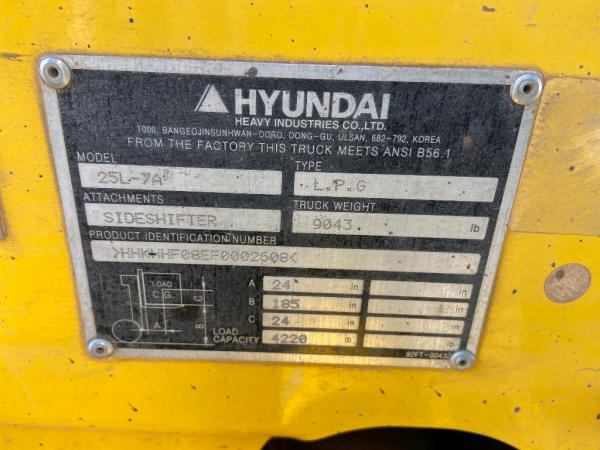 HYUNDAI
HEAVY INDUSTRIES CO., LTD.
1000, BANGEOJINSUNHWAN-DORO, DONG-GU, ULSAN, 682-792, KOREA
FROM THE FACTORY THIS TRUCK MEETS ANSI B56.1
MODEL TYPE
25L-7A L.P.G
ATTACHMENTS TRUCK WEIGHT
SIDESHIFTER 9043 lb
PRODUCT IDENTIFICATION NUMBER
LOAD A 24 in in
C.G. C B 185 in in
A B C 24 in in
LOAD CAPACITY 4220 lb lb